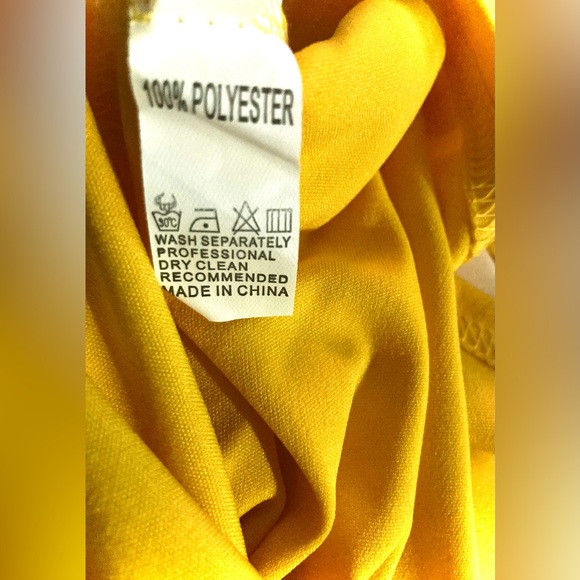 100% POLYESTER
30°C
WASH SEPARATELY
PROFESSIONAL
DRY CLEAN
RECOMMENDED
MADE IN CHINA